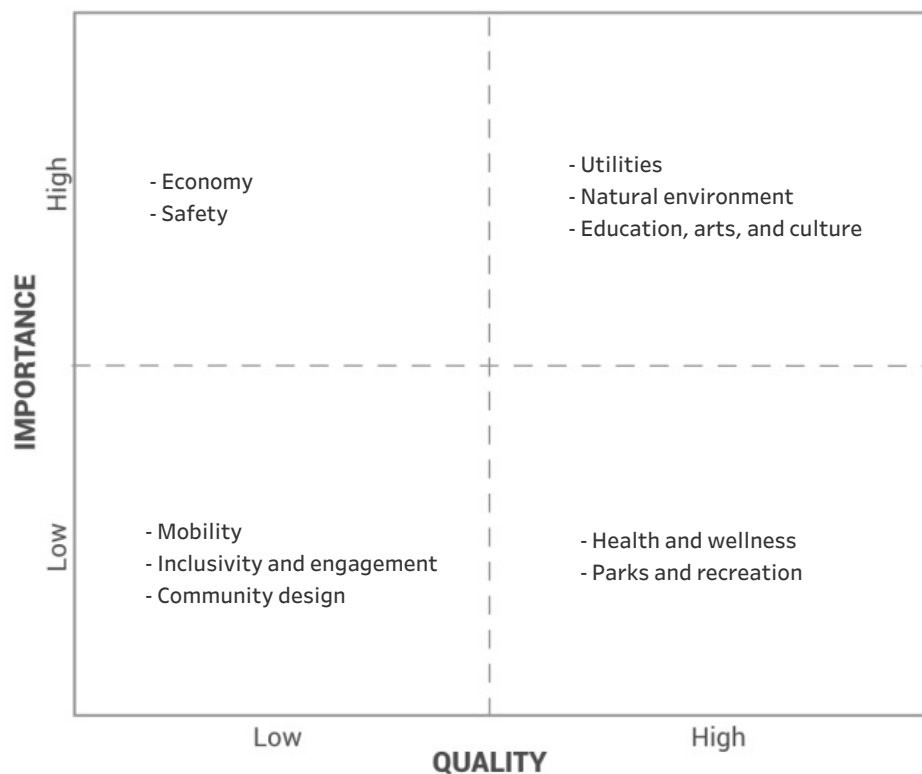 High
- Economy
- Safety
- Utilities
- Natural environment
- Education, arts, and culture
IMPORTANCE
Low
- Mobility
- Inclusivity and engagement
- Community design
- Health and wellness
- Parks and recreation
Low
High
QUALITY